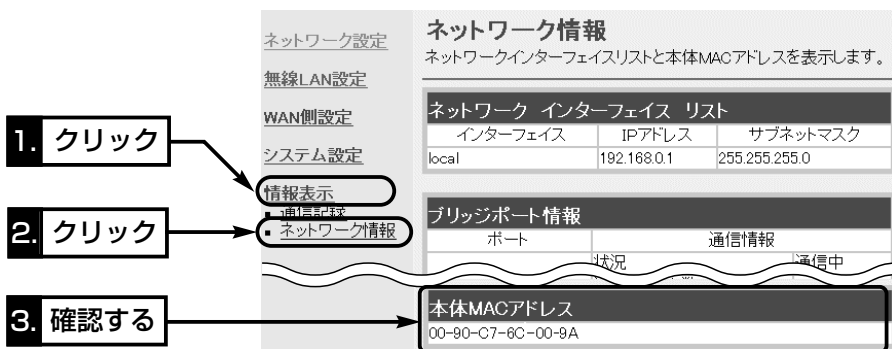 ネットワーク設定
無線LAN設定
WAN側設定
システム設定
情報表示
通信記録
ネットワーク情報
1. クリック
2. クリック
3. 確認する
ネットワーク情報
ネットワークインターフェイスリストと本体MACアドレスを表示します。
ネットワーク インターフェイス リスト
インターフェイス IPアドレス サブネットマスク
local 192.168.0.1 255.255.255.0
ブリッジポート情報
ポート 通信情報
状況 通信中
本体MACアドレス
00-90-C7-6C-00-9A